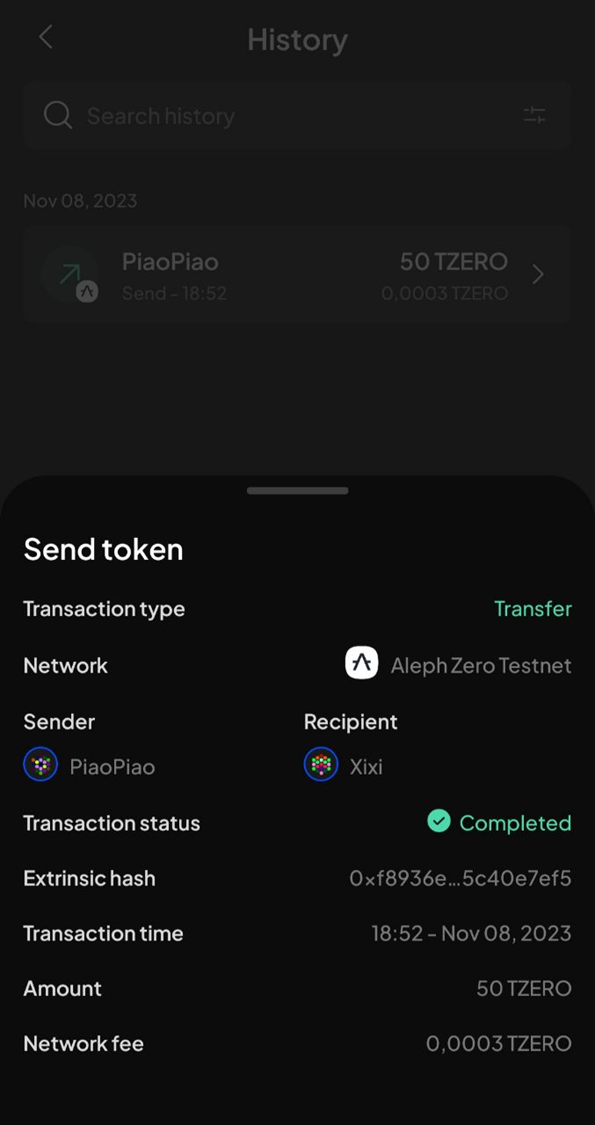 History
Search history
Nov 08, 2023
PiaoPiao 50 TZERO
Send - 18:52 0,0003 TZERO
Send token
Transaction type Transfer
Network Aleph Zero Testnet
Sender Recipient
PiaoPiao Xixi
Transaction status Completed
Extrinsic hash 0xf8936e...5c40e7ef5
Transaction time 18:52 - Nov 08, 2023
Amount 50 TZERO
Network fee 0,0003 TZERO